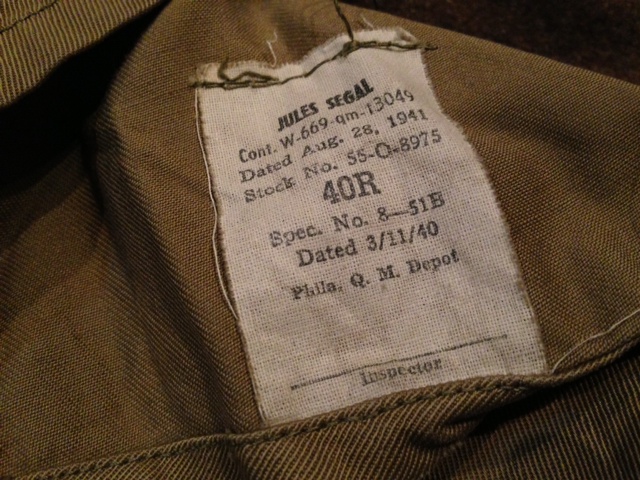 JULES SEGAL
Cont. W-669-qm-13049
Dated Aug. 28, 1941
Stock No. 55-O-8975
40R
Spec. No. 8—51B
Dated 3/11/40
Phila. Q. M. Depot
Inspector